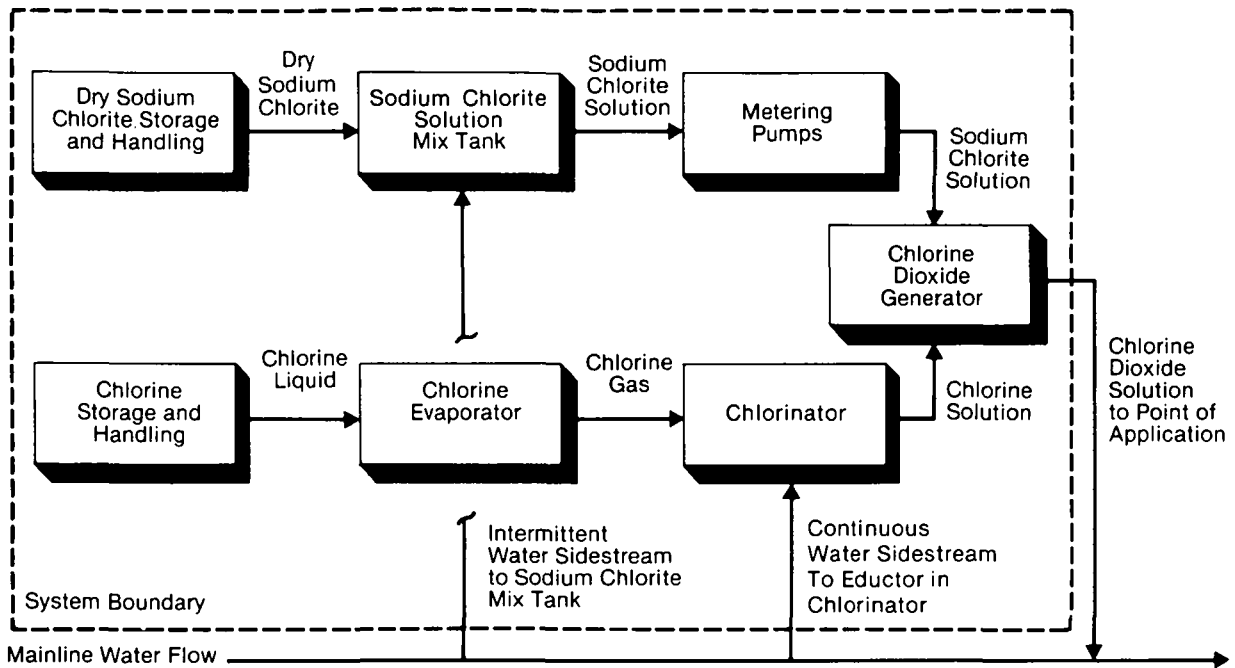 Dry Sodium
Chlorite Storage
and Handling
Dry
Sodium
Chlorite
Sodium Chlorite
Solution
Mix Tank
Sodium
Chlorite
Solution
Metering
Pumps
Sodium
Chlorite
Solution
Chlorine
Dioxide
Generator
Chlorine
Storage and
Handling
Chlorine
Liquid
Chlorine
Evaporator
Chlorine
Gas
Chlorinator
Chlorine
Solution
Chlorine
Dioxide
Solution
to Point of
Application
Intermittent
Water Sidestream
to Sodium Chlorite
Mix Tank
Continuous
Water Sidestream
To Eductor in
Chlorinator
System Boundary
Mainline Water Flow